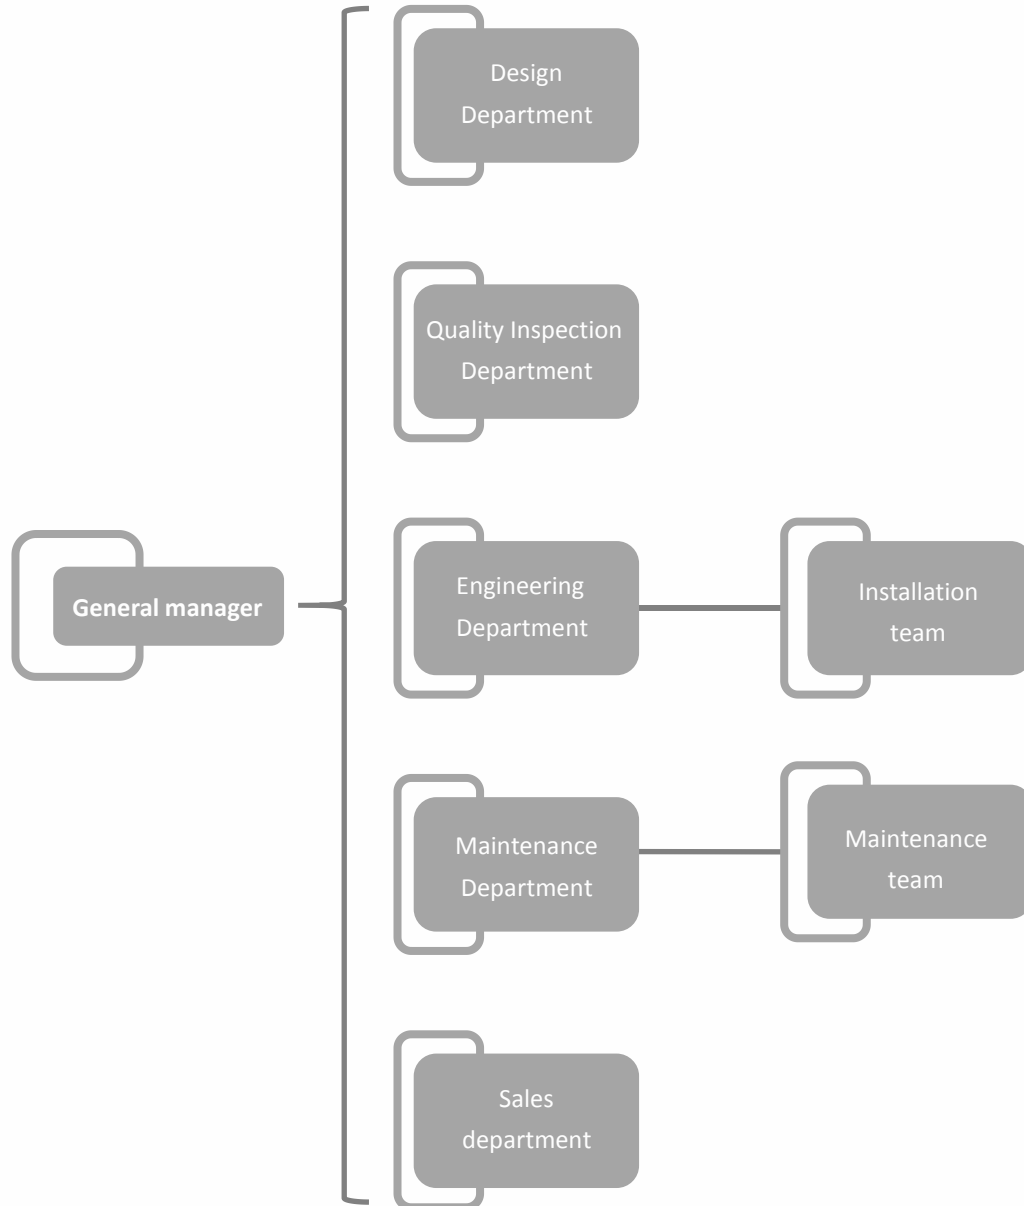 Design
Department
Quality Inspection
Department
General manager
Engineering
Department
Installation
team
Maintenance
Department
Maintenance
team
Sales
department